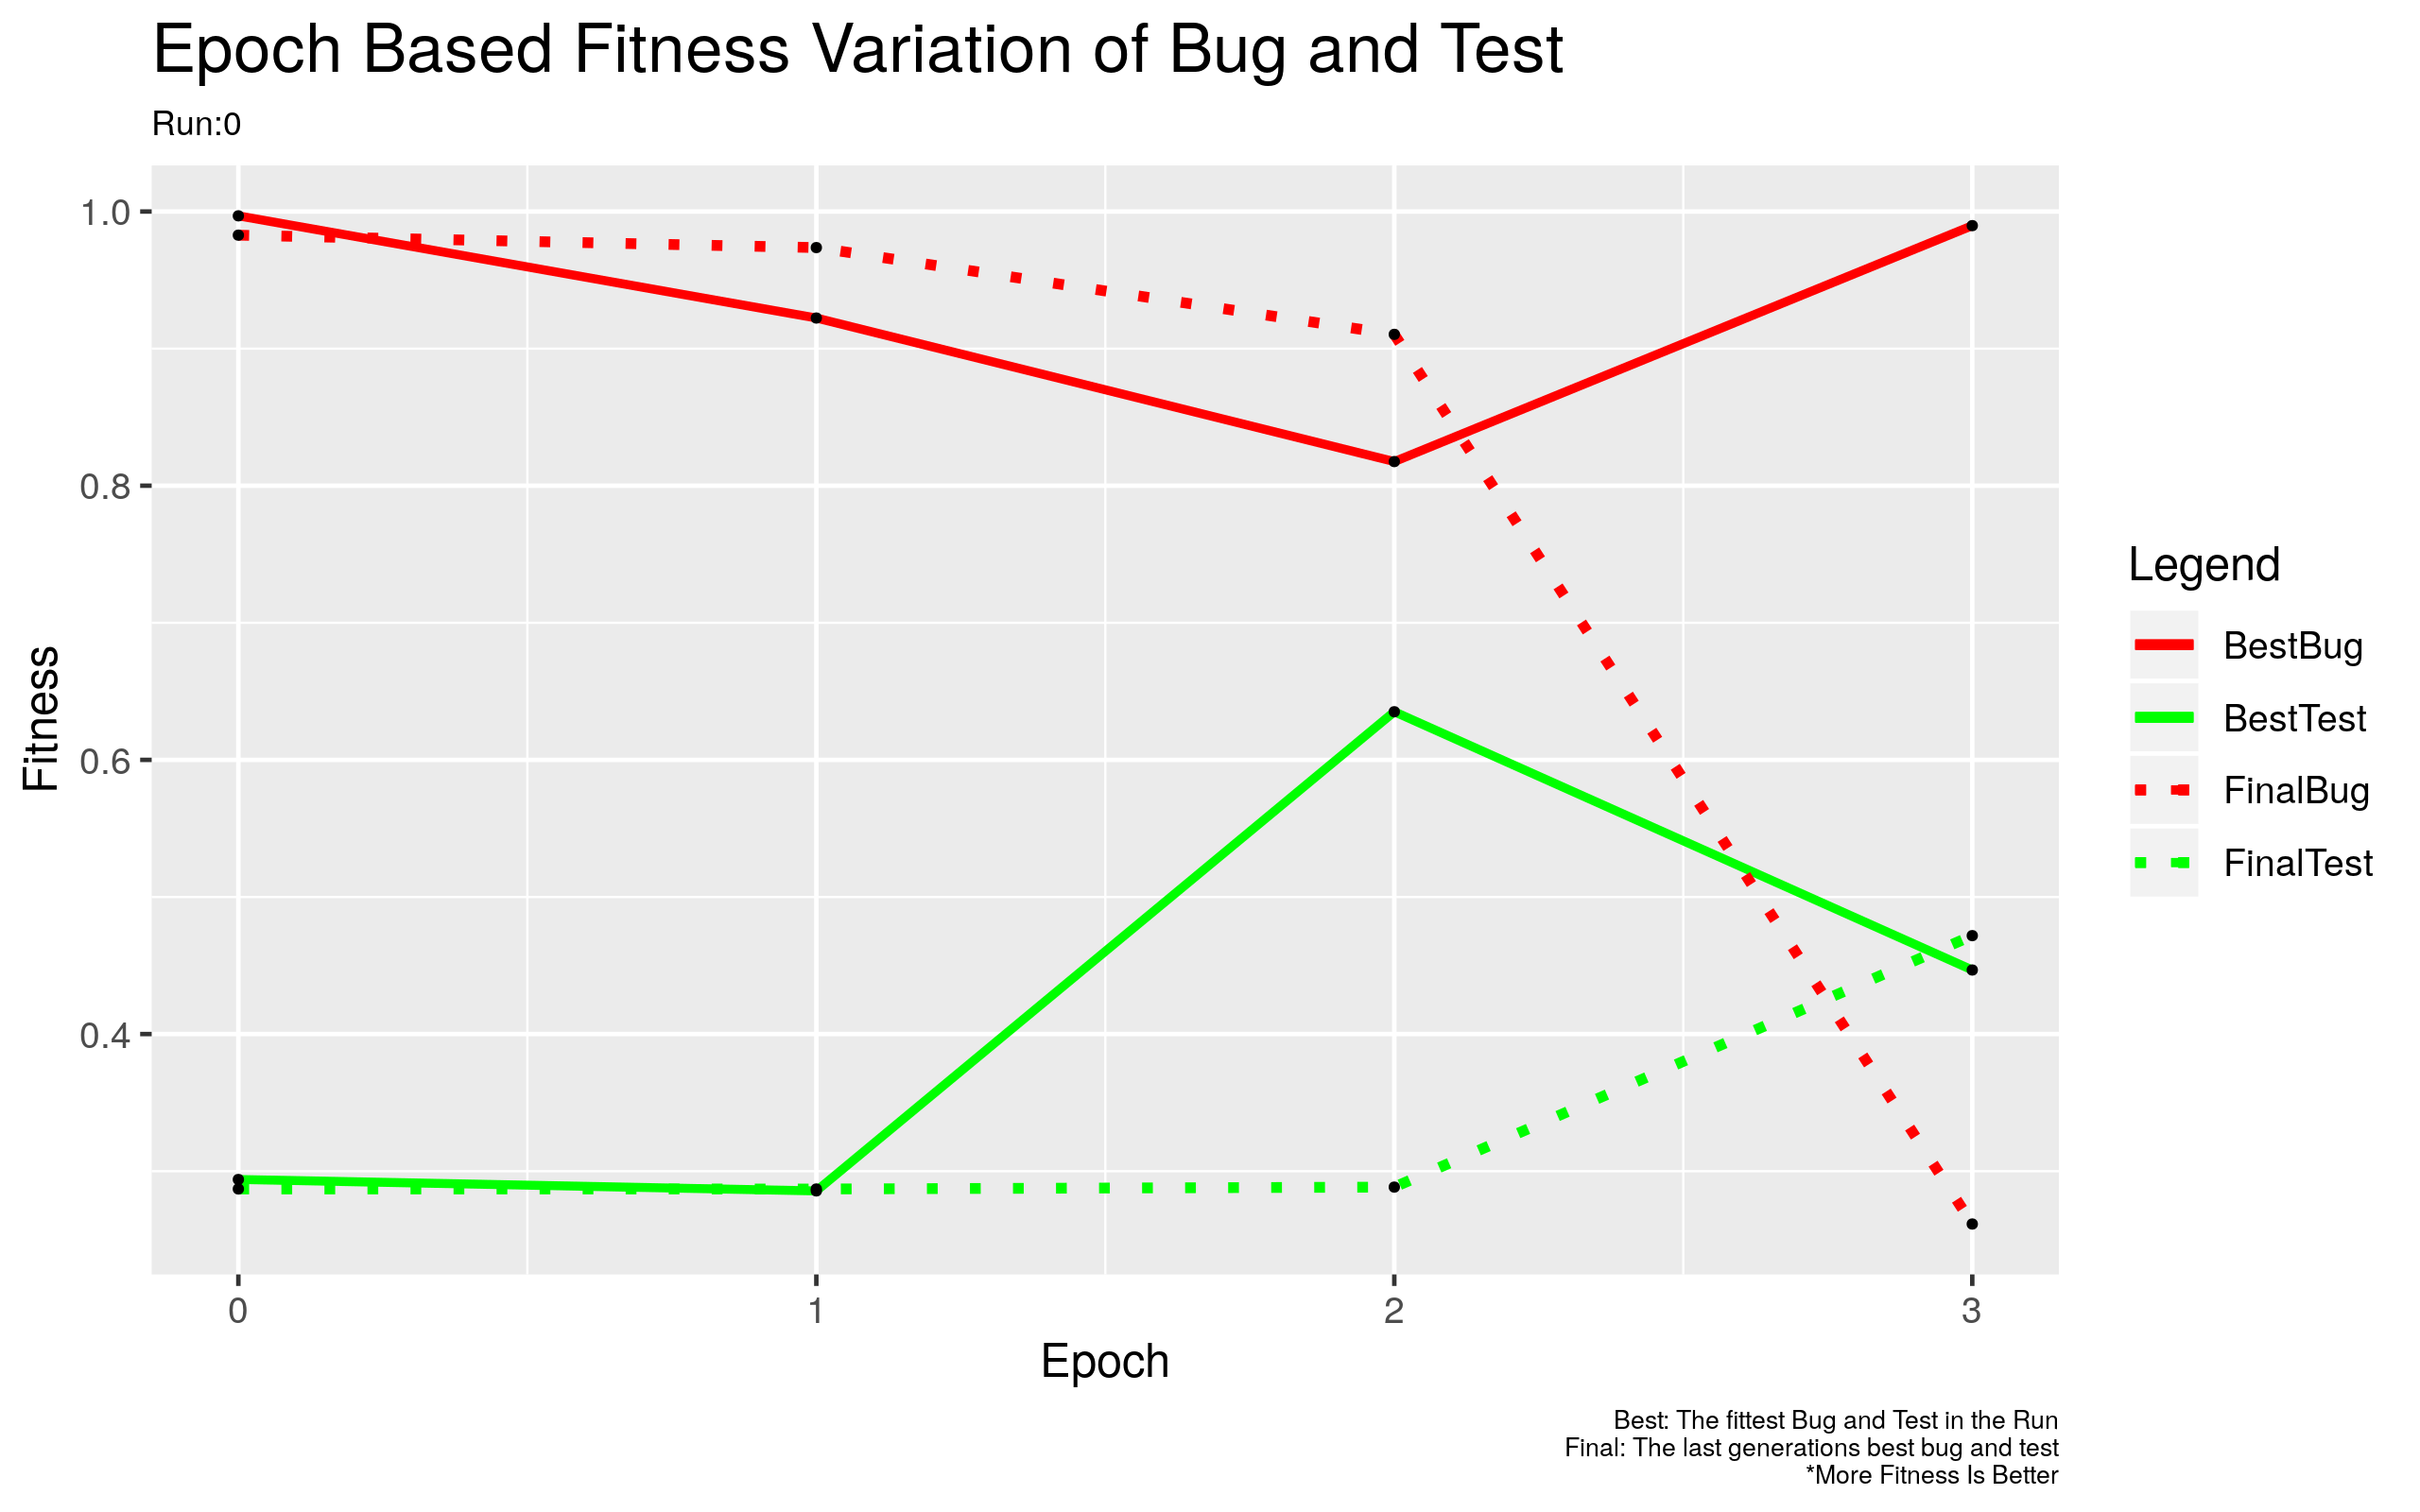 Epoch Based Fitness Variation of Bug and Test
Run:0
1.0
0.8
0.6
0.4
Fitness
0
1
2
3
Epoch
Legend
BestBug
BestTest
FinalBug
FinalTest
Best: The fittest Bug and Test in the Run
Final: The last generations best bug and test
*More Fitness Is Better